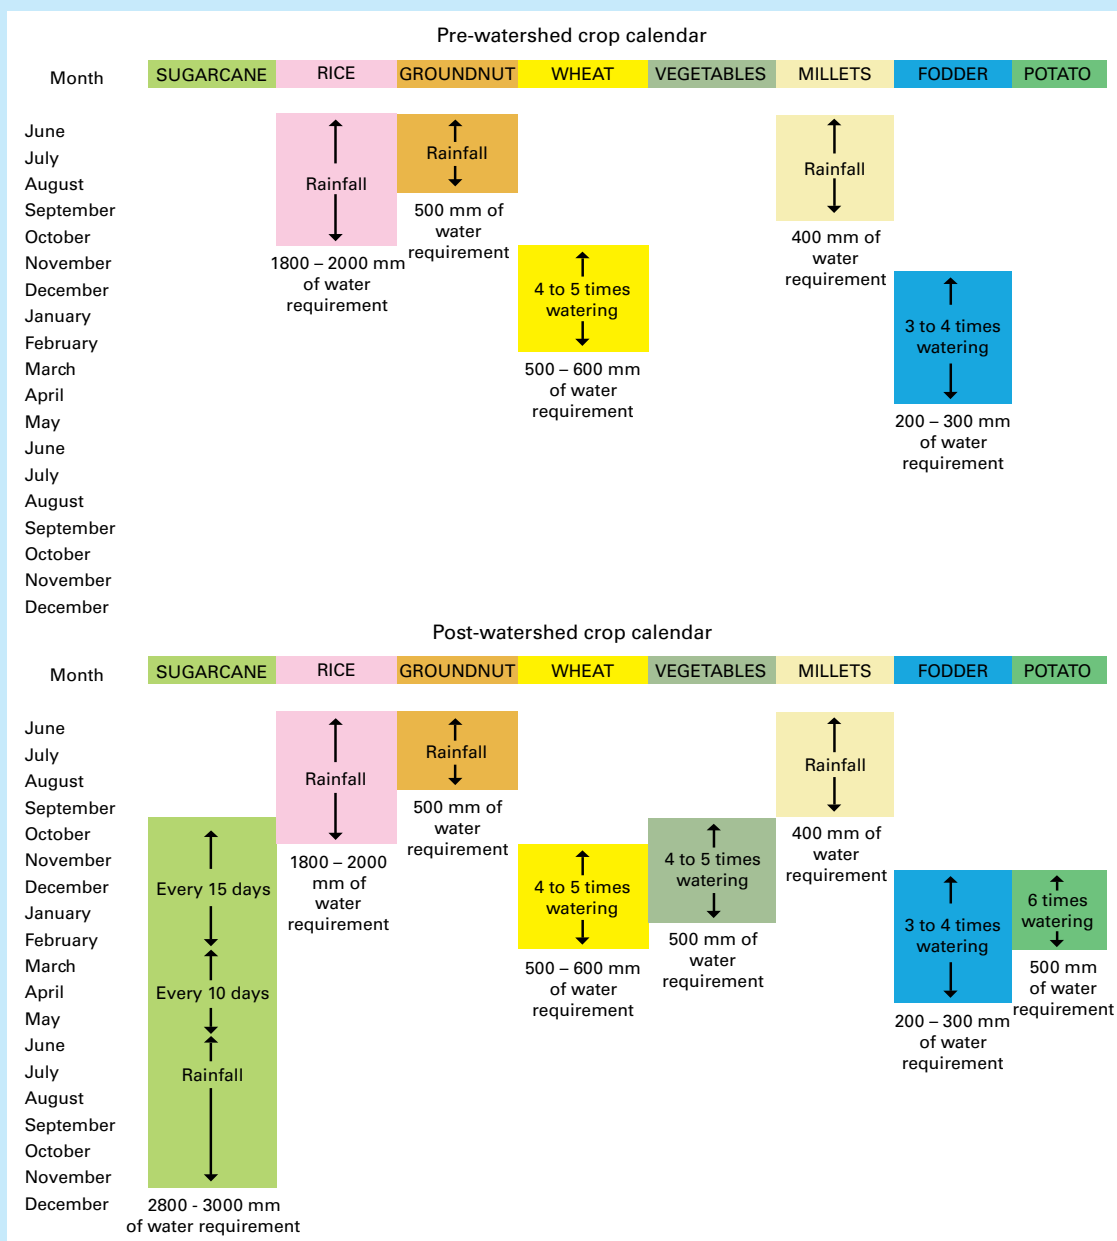 Pre-watershed crop calendar
Month
SUGARCANE
RICE
GROUNDNUT
WHEAT
VEGETABLES
MILLETS
FODDER
POTATO
June
July
August
September
October
November
December
January
February
March
April
May
June
July
August
September
October
November
December
Rainfall
1800 – 2000 mm
of water
requirement
Rainfall
500 mm of
water
requirement
4 to 5 times
watering
500 – 600 mm
of water
requirement
Rainfall
400 mm of
water
requirement
3 to 4 times
watering
200 – 300 mm
of water
requirement
Post-watershed crop calendar
Month
SUGARCANE
RICE
GROUNDNUT
WHEAT
VEGETABLES
MILLETS
FODDER
POTATO
June
July
August
September
October
November
December
January
February
March
April
May
June
July
August
September
October
November
December
Every 15 days
Every 10 days
Rainfall
2800 - 3000 mm
of water requirement
Rainfall
1800 – 2000
mm of
water
requirement
Rainfall
500 mm of
water
requirement
4 to 5 times
watering
500 – 600 mm
of water
requirement
4 to 5 times
watering
500 mm of
water
requirement
Rainfall
400 mm of
water
requirement
3 to 4 times
watering
200 – 300 mm
of water
requirement
6 times
watering
500 mm
of water
requirement